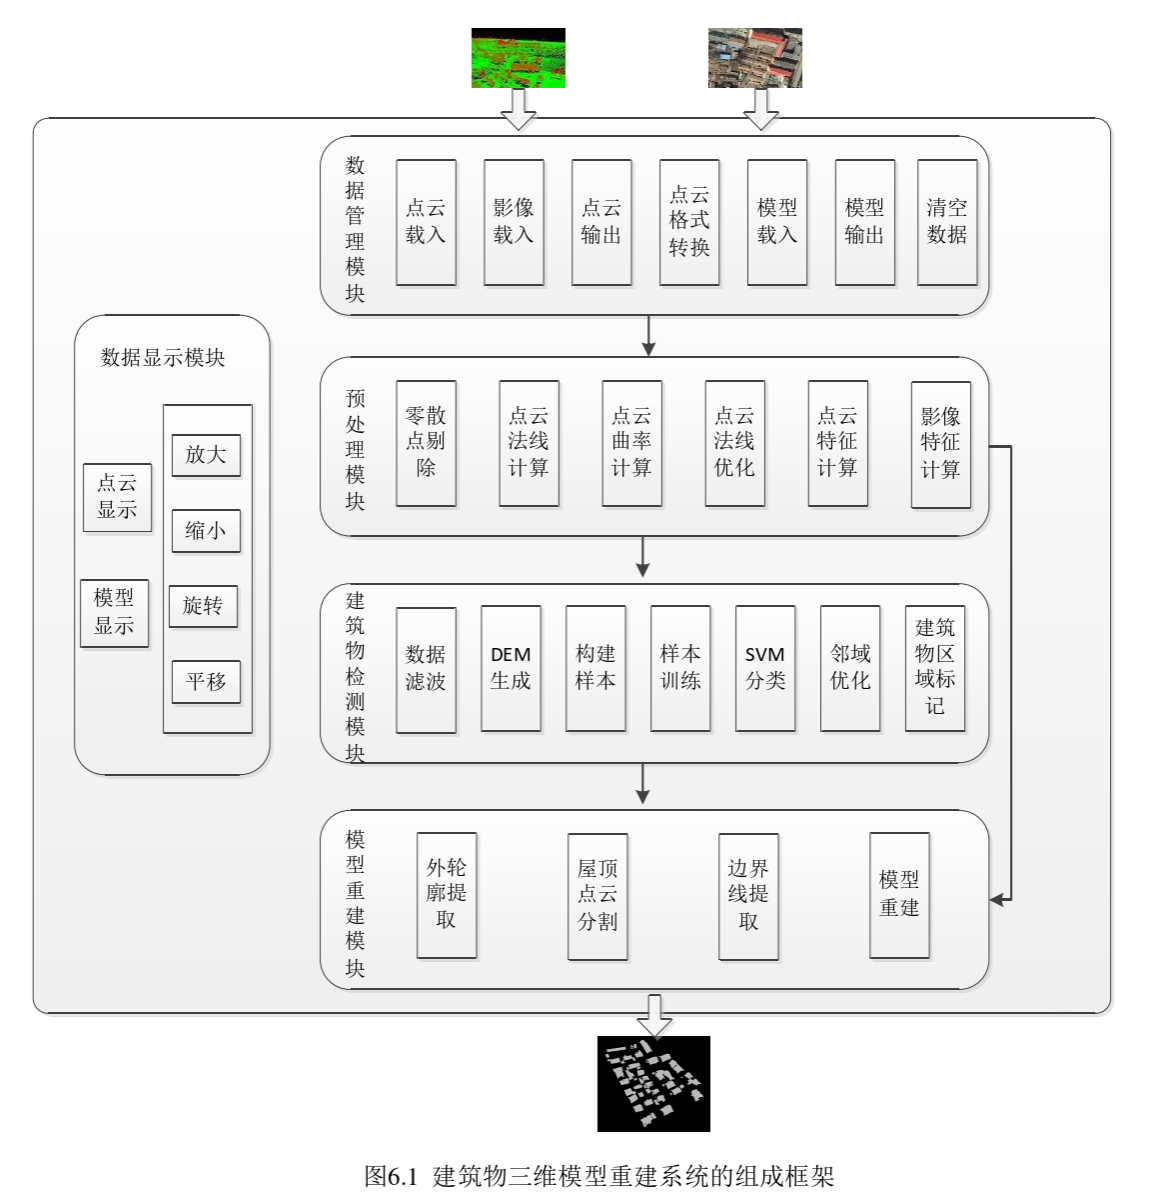 数
据
管
理
模
块
点云
载入
影像
载入
点云
输出
点云
格式
转换
模型
载入
模型
输出
清空
数据
数据显示模块
点云
显示
模型
显示
放大
缩小
旋转
平移
预
处
理
模
块
零散
点剔
除
点云
法线
计算
点云
曲率
计算
点云
法线
优化
点云
特征
计算
影像
特征
计算
建
筑
物
检
测
模
块
数据
滤波
DEM
生成
构建
样本
样本
训练
SVM
分类
邻域
优化
建筑
物区
域标
记
模
型
重
建
模
块
外轮
廓提
取
屋顶
点云
分割
边界
线提
取
模型
重建
图6.1 建筑物三维模型重建系统的组成框架